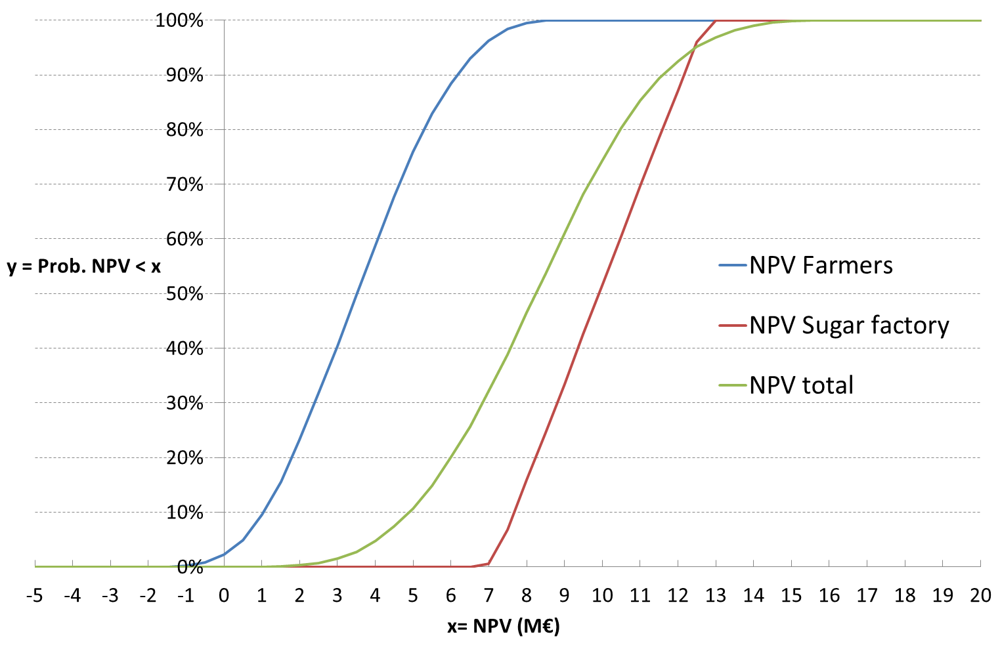 100%
90%
80%
70%
60%
y = Prob. NPV < x
50%
40%
30%
20%
10%
0%
NPV Farmers
NPV Sugar factory
NPV total
-5 -4 -3 -2 -1 0 1 2 3 4 5 6 7 8 9 10 11 12 13 14 15 16 17 18 19 20
x= NPV (M€)